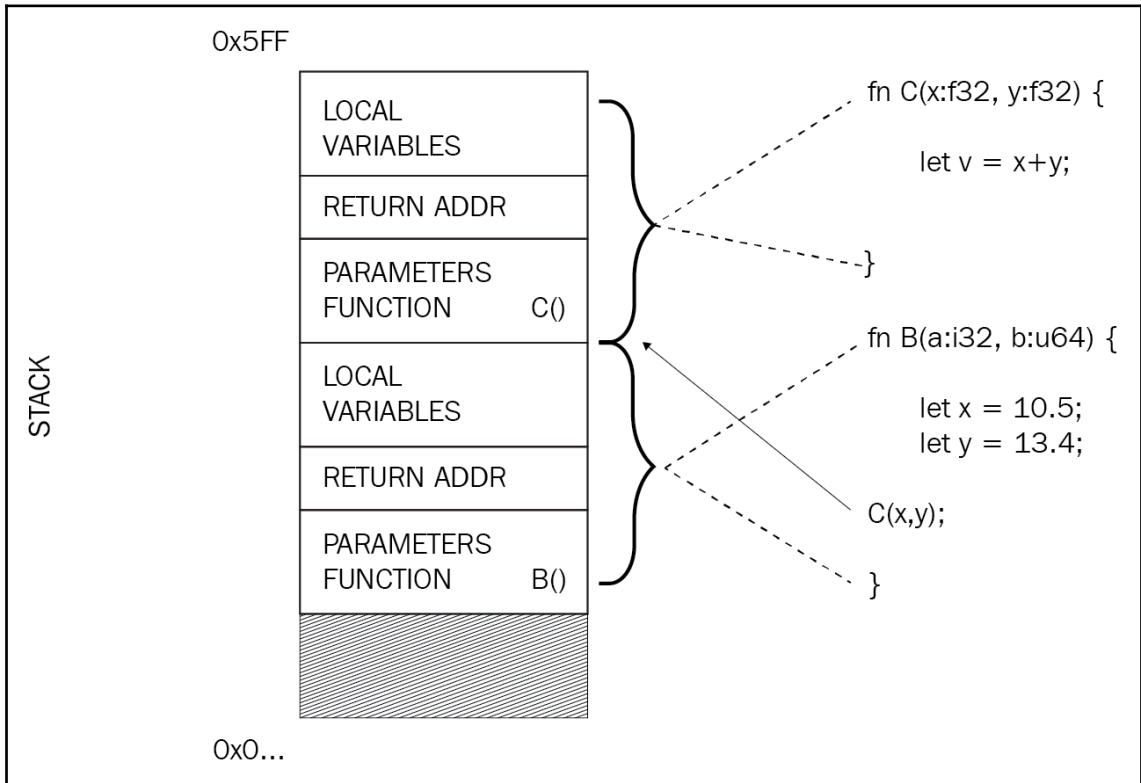 0x5FF
LOCAL
VARIABLES
RETURN ADDR
PARAMETERS
FUNCTION C()
LOCAL
VARIABLES
RETURN ADDR
PARAMETERS
FUNCTION B()
0x0...
STACK
fn C(x:f32, y:f32) {
let v = x+y;
}
fn B(a:i32, b:u64) {
let x = 10.5;
let y = 13.4;
C(x,y);
}